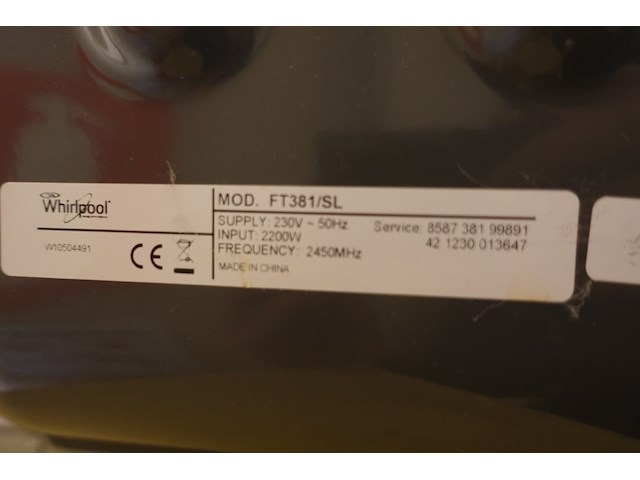 Whirlpool
W10504491
CE
MOD. FT381/SL
SUPPLY: 230V ~ 50Hz
INPUT: 2200W
FREQUENCY: 2450MHz
MADE IN CHINA
Service: 8587 381 99891
42 1230 013647